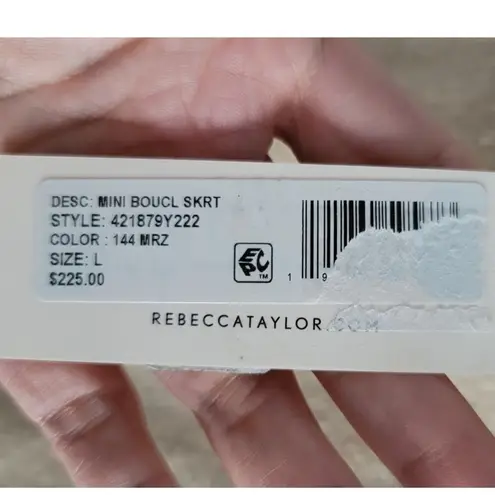 DESC: MINI BOUCL SKRT
STYLE: 421879Y222
COLOR : 144 MRZ
SIZE: L
$225.00
EPC TM
1 9
REBECCATAYLOR.COM